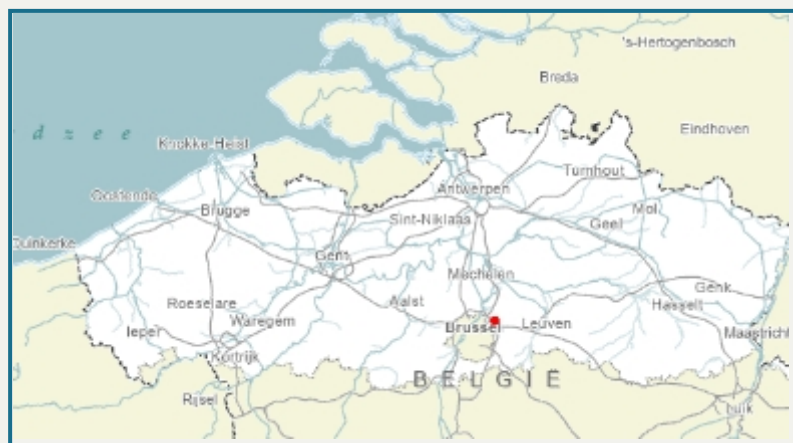 's-Hertogenbosch
Breda
d z e e
Eindhoven
Knokke-Heist
Turnhout
Oostende
Antwerpen
Brugge
Sint-Niklaas
Mol
Geel
Duinkerke
Gent
Mechelen
Genk
Roeselare
Aalst
Hasselt
Ieper
Waregem
Brussel
Leuven
Maastricht
Kortrijk
BELGIË
Rijsel
Luik